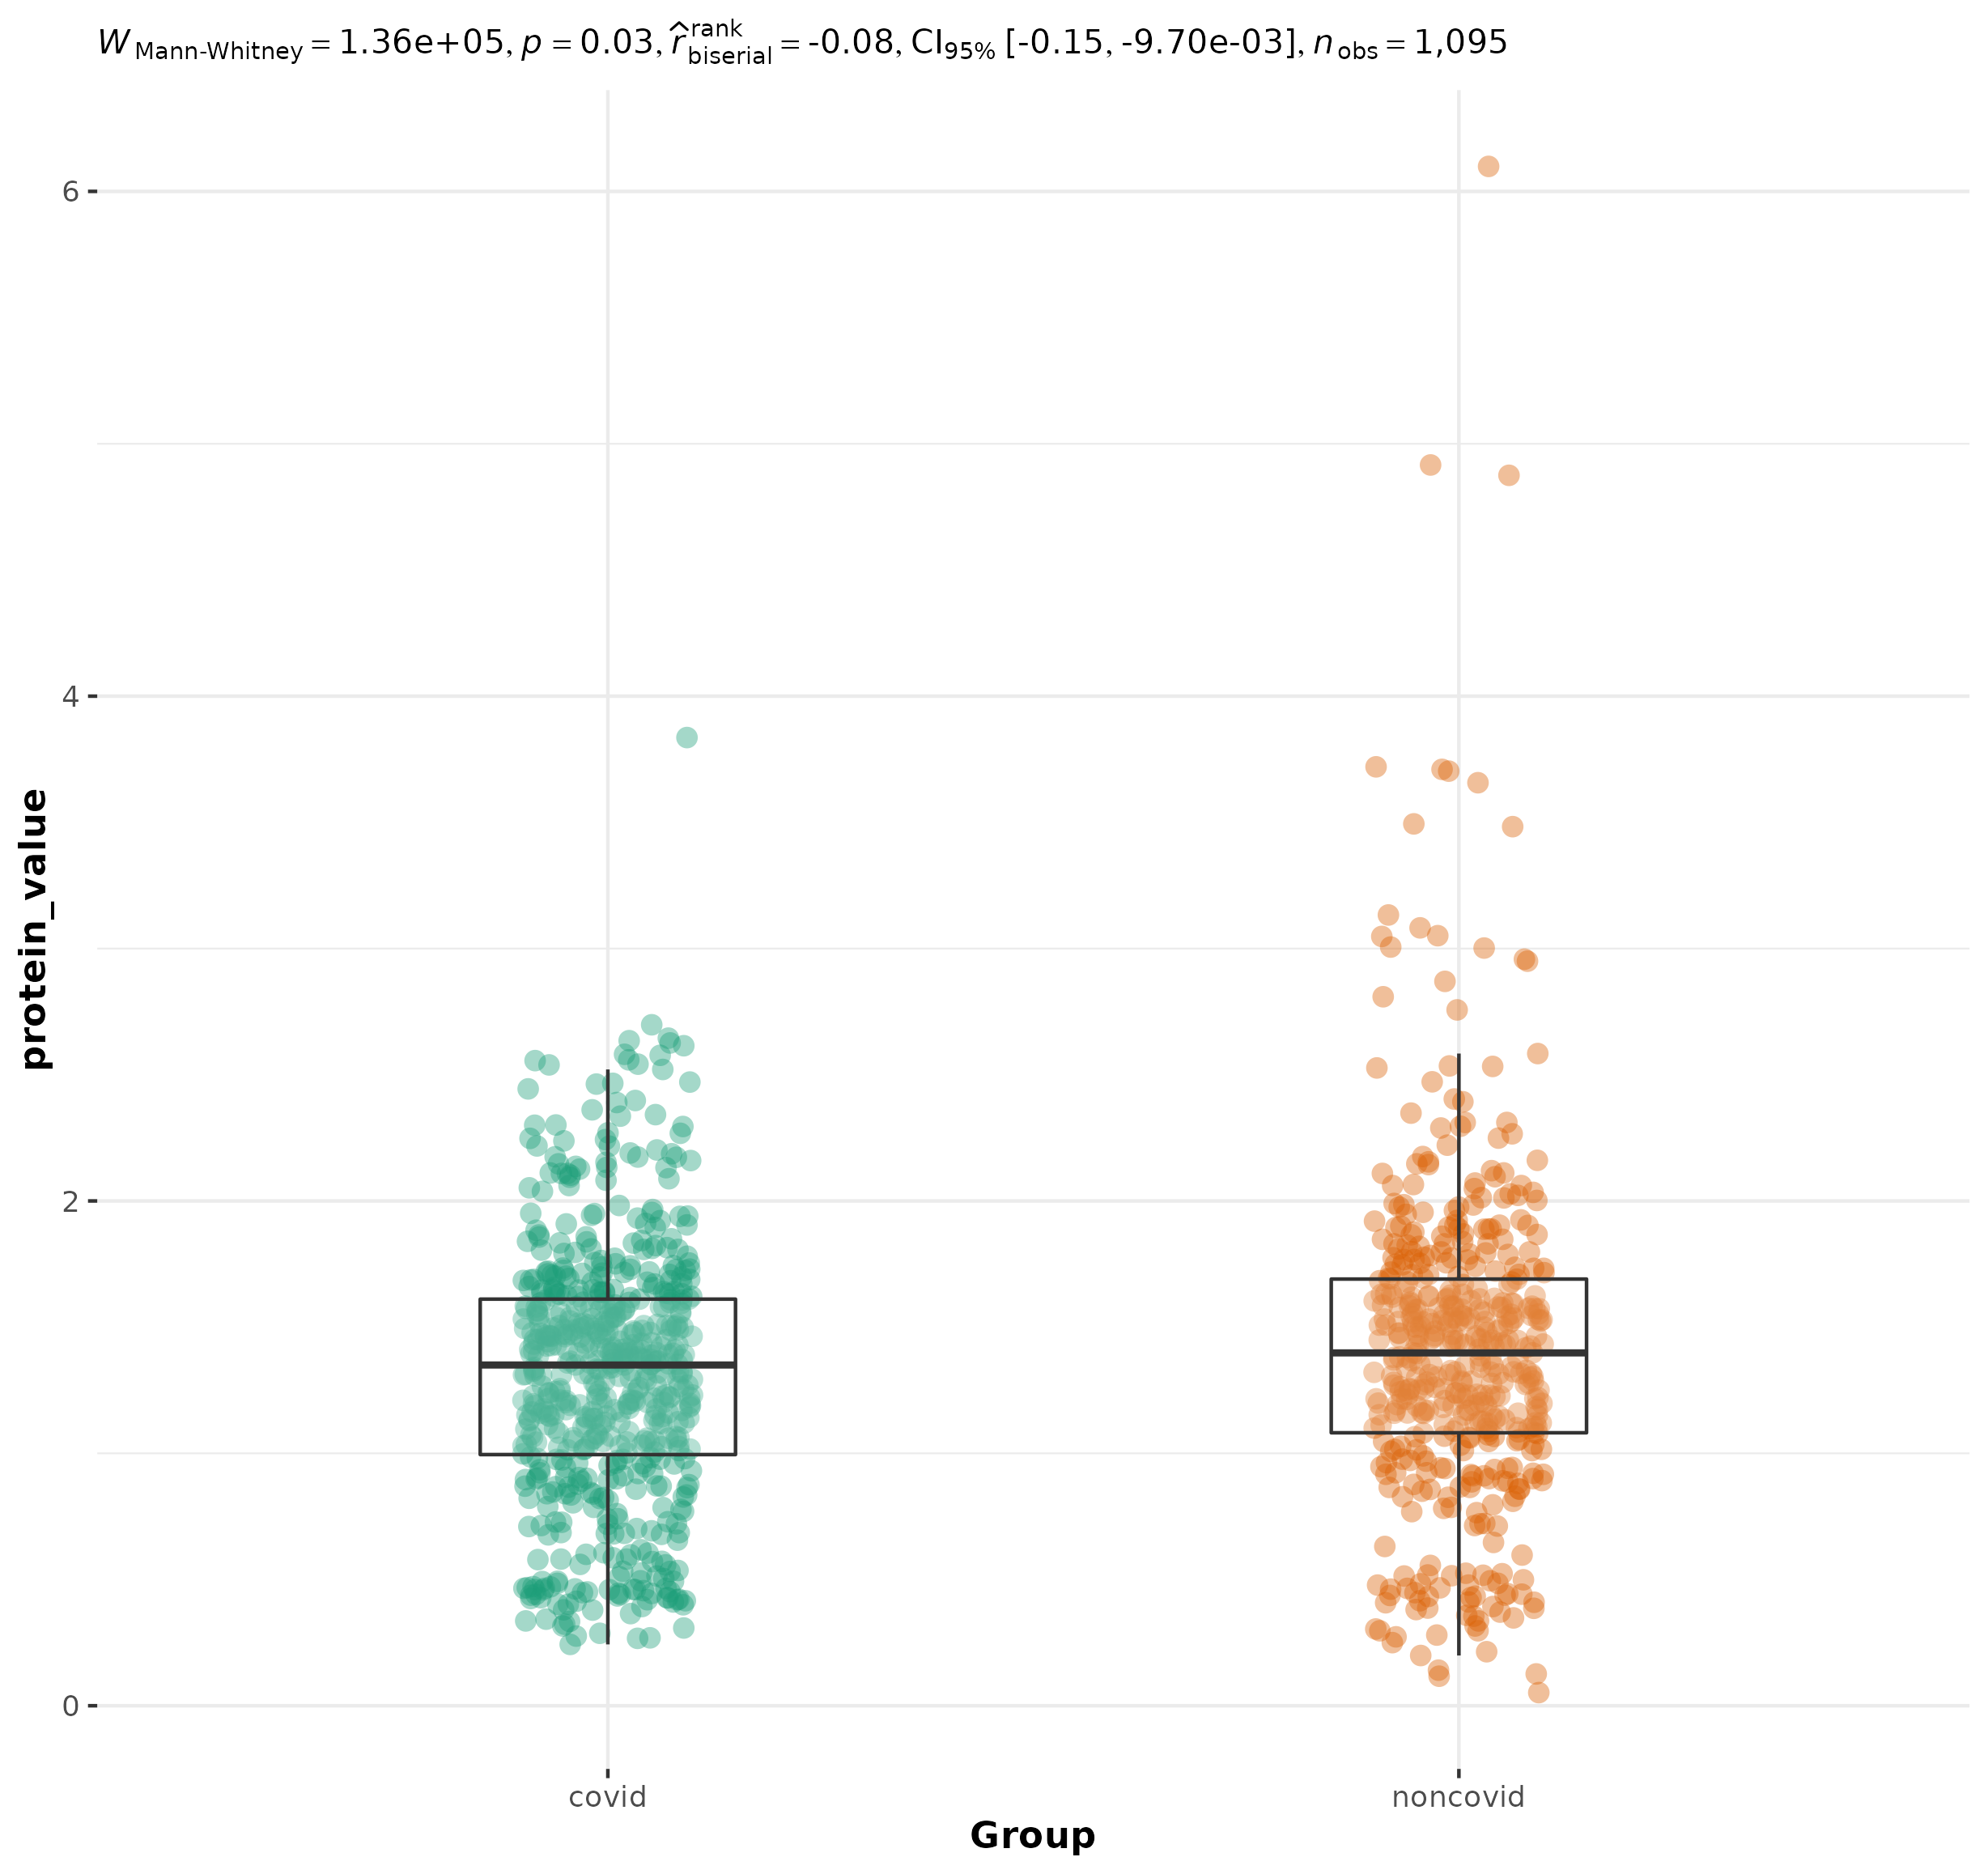 W Mann-Whitney = 1.36e+05, p = 0.03, r̂ rank biserial = -0.08, CI95% [-0.15, -9.70e-03], n obs = 1,095
6
4
2
0
protein_value
covid noncovid
Group